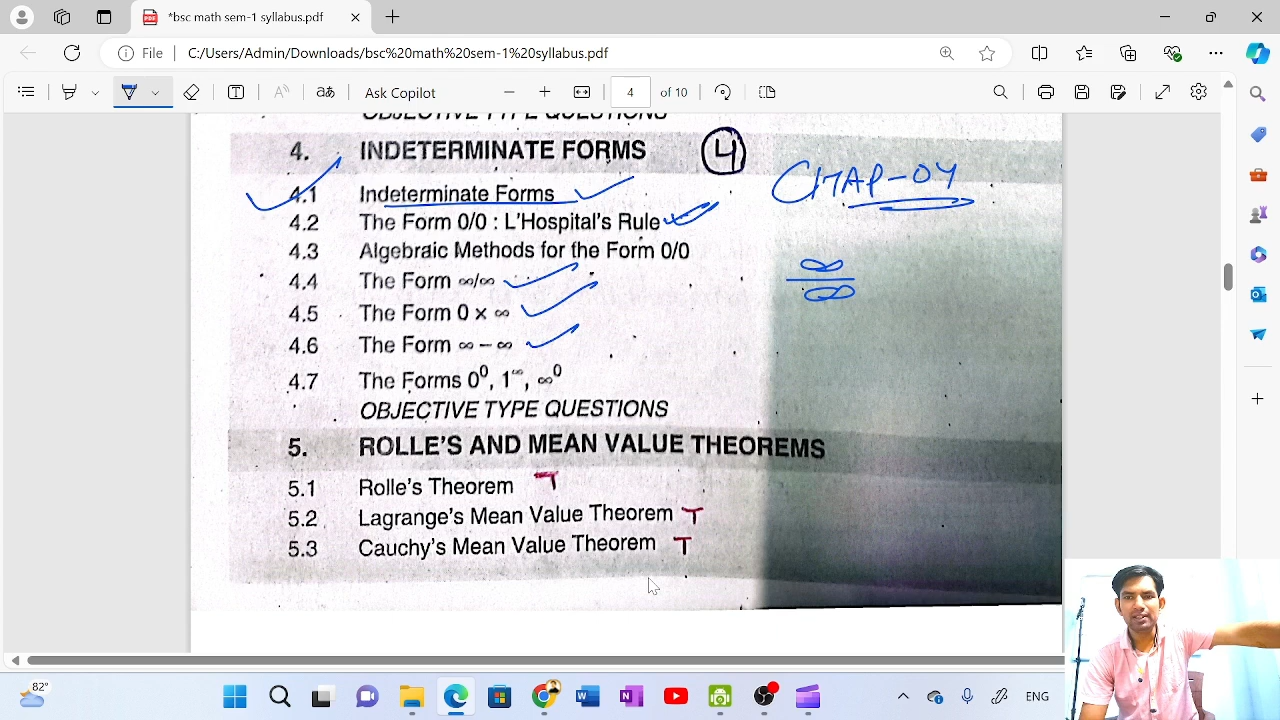 *bsc math sem-1 syllabus.pdf
File C:/Users/Admin/Downloads/bsc%20math%20sem-1%20syllabus.pdf
Ask Copilot 4 of 10
OBJECTIVE TYPE QUESTIONS
4. INDETERMINATE FORMS 4
CHAP-04
4.1 Indeterminate Forms
4.2 The Form 0/0 : L'Hospital's Rule
4.3 Algebraic Methods for the Form 0/0
4.4 The Form ∞/∞
∞/∞
4.5 The Form 0 × ∞
4.6 The Form ∞ – ∞
4.7 The Forms 0⁰, 1^∞, ∞⁰
OBJECTIVE TYPE QUESTIONS
5. ROLLE'S AND MEAN VALUE THEOREMS
5.1 Rolle's Theorem T
5.2 Lagrange's Mean Value Theorem T
5.3 Cauchy's Mean Value Theorem T
82° ENG